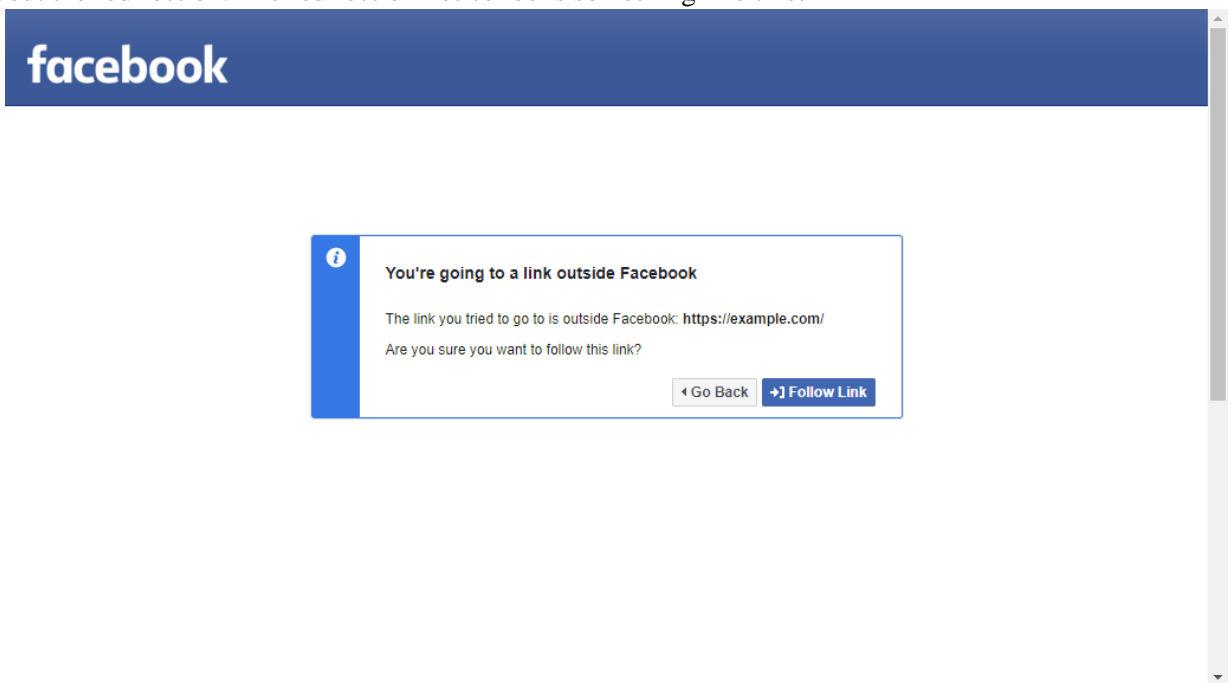 facebook
You're going to a link outside Facebook
The link you tried to go to is outside Facebook: https://example.com/
Are you sure you want to follow this link?
Go Back Follow Link